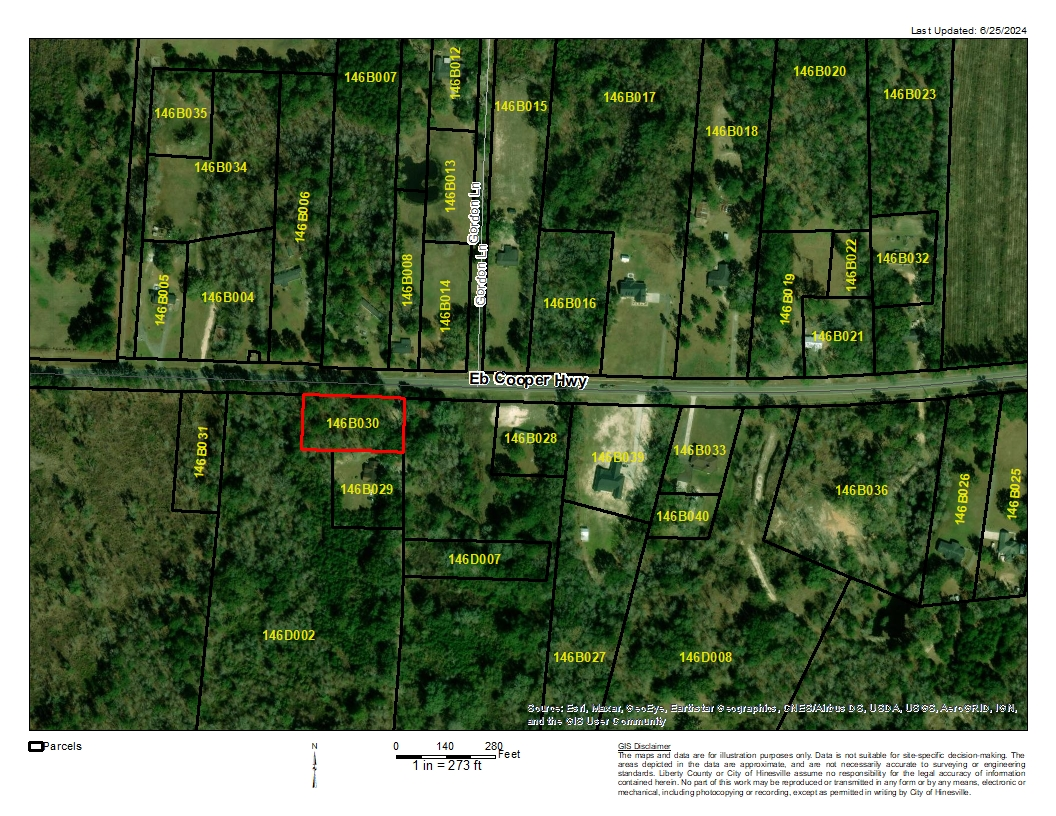 Last Updated: 6/25/2024
146B007
146B012
146B015
146B017
146B018
146B020
146B023
146B035
146B034
146B006
146B013
Gordon Ln
Gordon Ln
146B005
146B004
146B008
146B014
146B016
146B019
146B022
146B032
146B021
Eb Cooper Hwy
146B031
146B030
146B029
146B028
146B039
146B033
146B040
146B036
146B026
146B025
146D007
146D002
146B027
146D008
Source: Esri, Maxar, GeoEye, Earthstar Geographics, CNES/Airbus DS, USDA, USGS, AeroGRID, IGN,
and the GIS User Community
Parcels
N
0 140 280
Feet
1 in = 273 ft
GIS Disclaimer
The maps and data are for illustration purposes only. Data is not suitable for site-specific decision-making. The
areas depicted in the data are approximate, and are not necessarily accurate to surveying or engineering
standards. Liberty County or City of Hinesville assume no responsibility for the legal accuracy of information
contained herein. No part of this work may be reproduced or transmitted in any form or by any means, electronic or
mechanical, including photocopying or recording, except as permitted in writing by City of Hinesville.